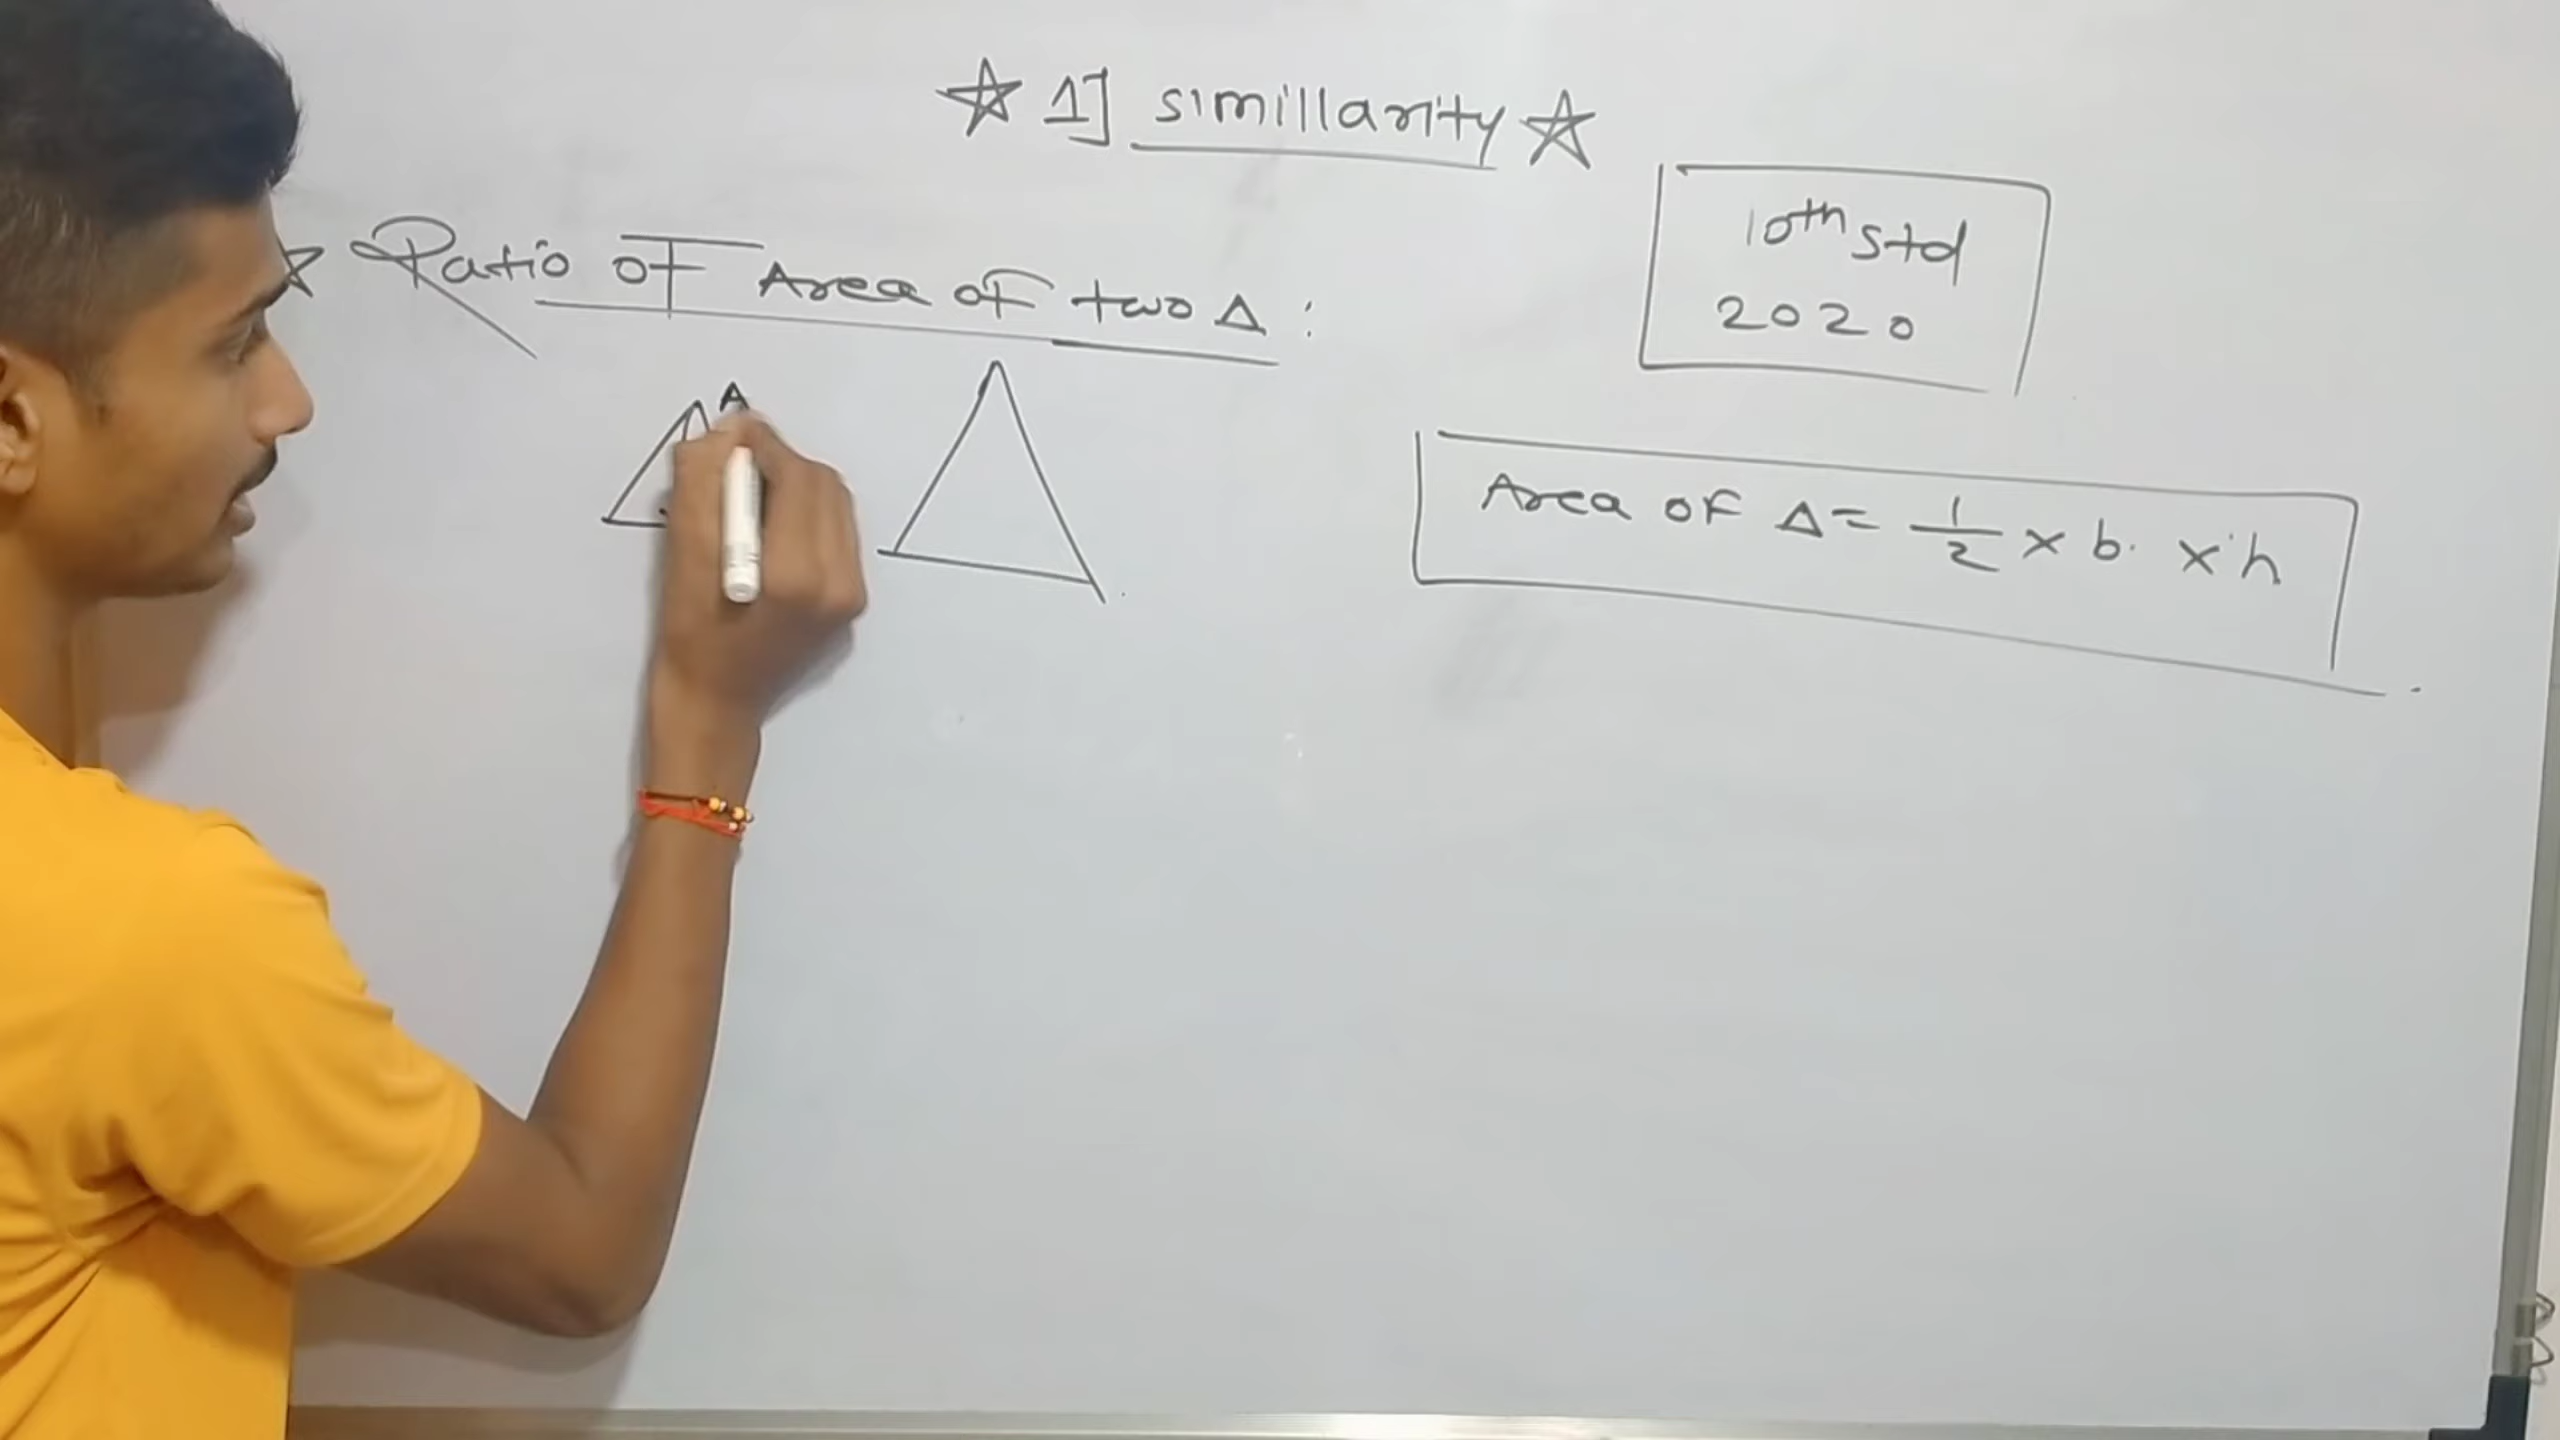 ☆ 1] simillarity ☆
10th std
2020
☆ Ratio of Area of two Δ :
A
Area of Δ = 1/2 × b. × h